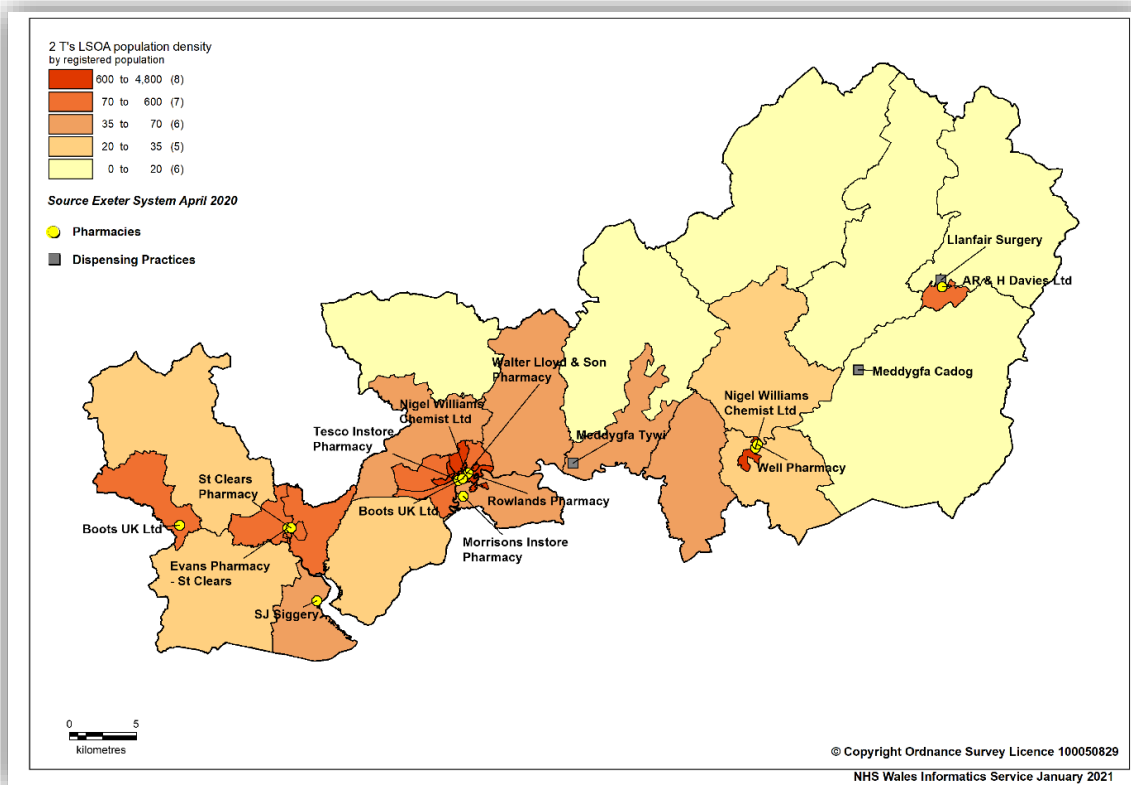 2 T's LSOA population density
by registered population
600 to 4,800 (8)
70 to 600 (7)
35 to 70 (6)
20 to 35 (5)
0 to 20 (6)
Source Exeter System April 2020
Pharmacies
Dispensing Practices
Llanfair Surgery
AR & H Davies Ltd
Walter Lloyd & Son
Pharmacy
Meddygfa Cadog
Nigel Williams
Chemist Ltd
Nigel Williams
Chemist Ltd
Tesco Instore
Pharmacy
Meddygfa Tywi
Well Pharmacy
St Clears
Pharmacy
Rowlands Pharmacy
Boots UK Ltd
Boots UK Ltd
Morrisons Instore
Pharmacy
Evans Pharmacy
- St Clears
SJ Siggery
0 5
kilometres
© Copyright Ordnance Survey Licence 100050829
NHS Wales Informatics Service January 2021